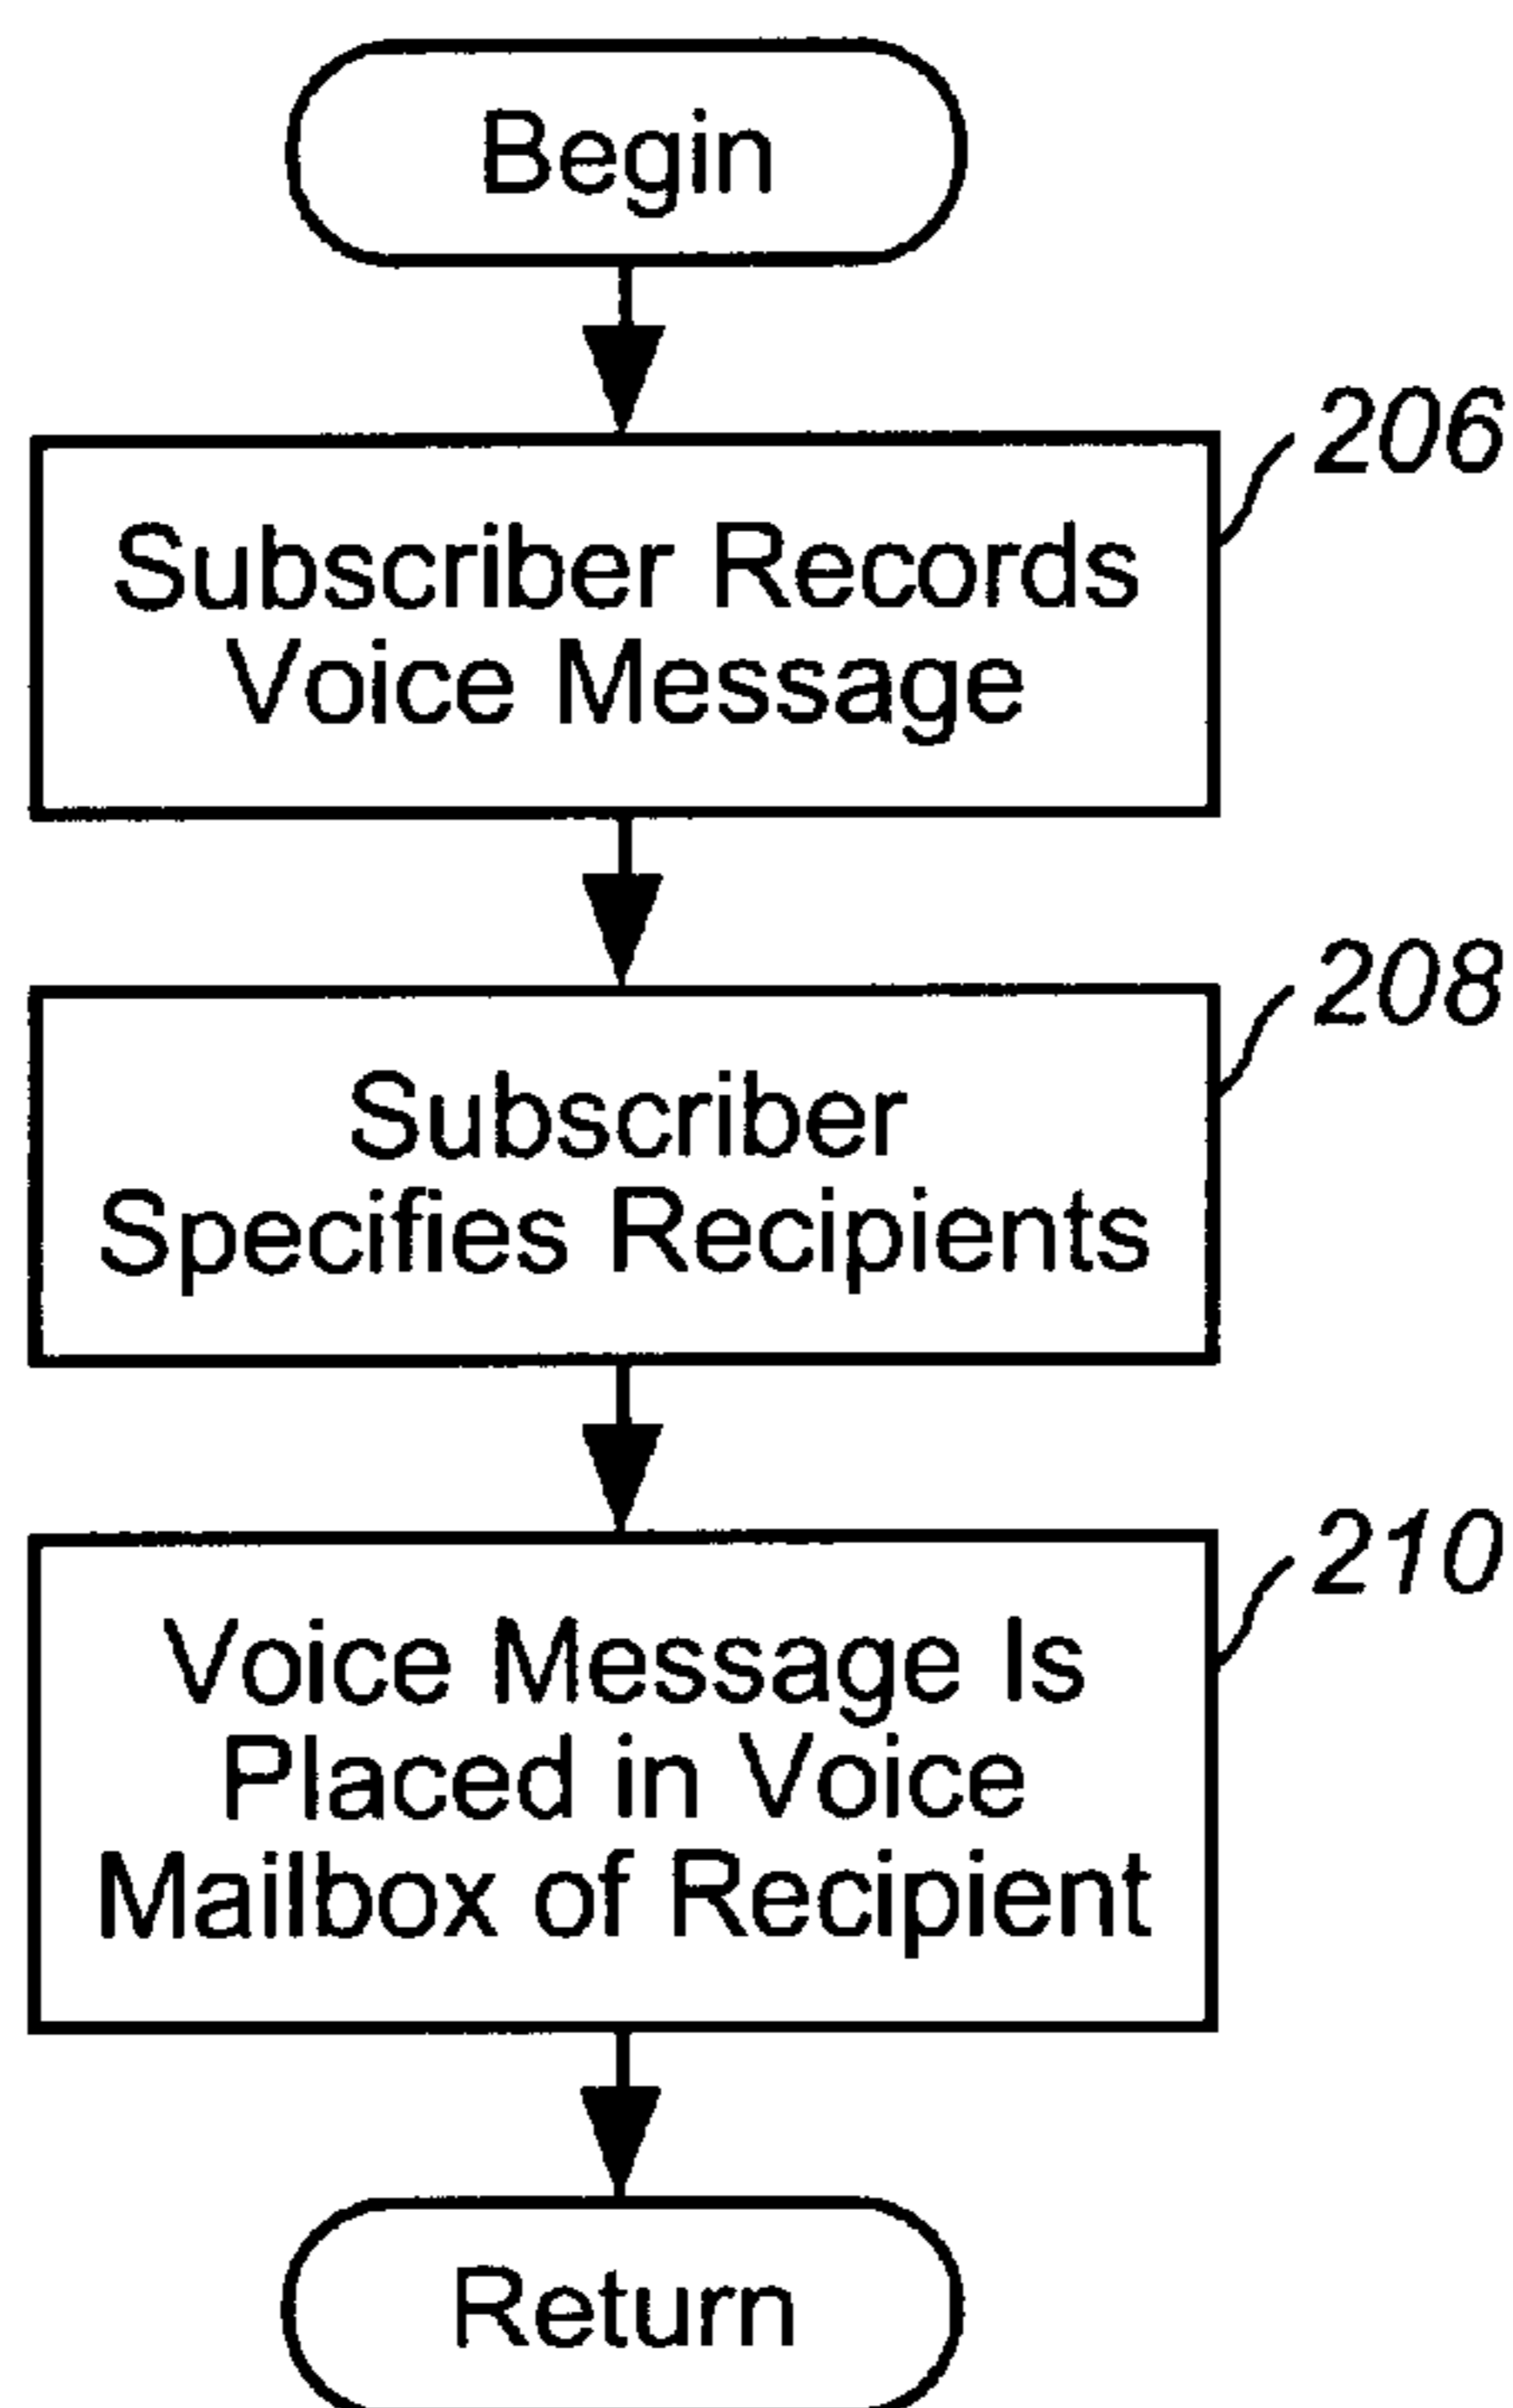 Begin
206
Subscriber Records
Voice Message
208
Subscriber
Specifies Recipients
210
Voice Message Is
Placed in Voice
Mailbox of Recipient
Return